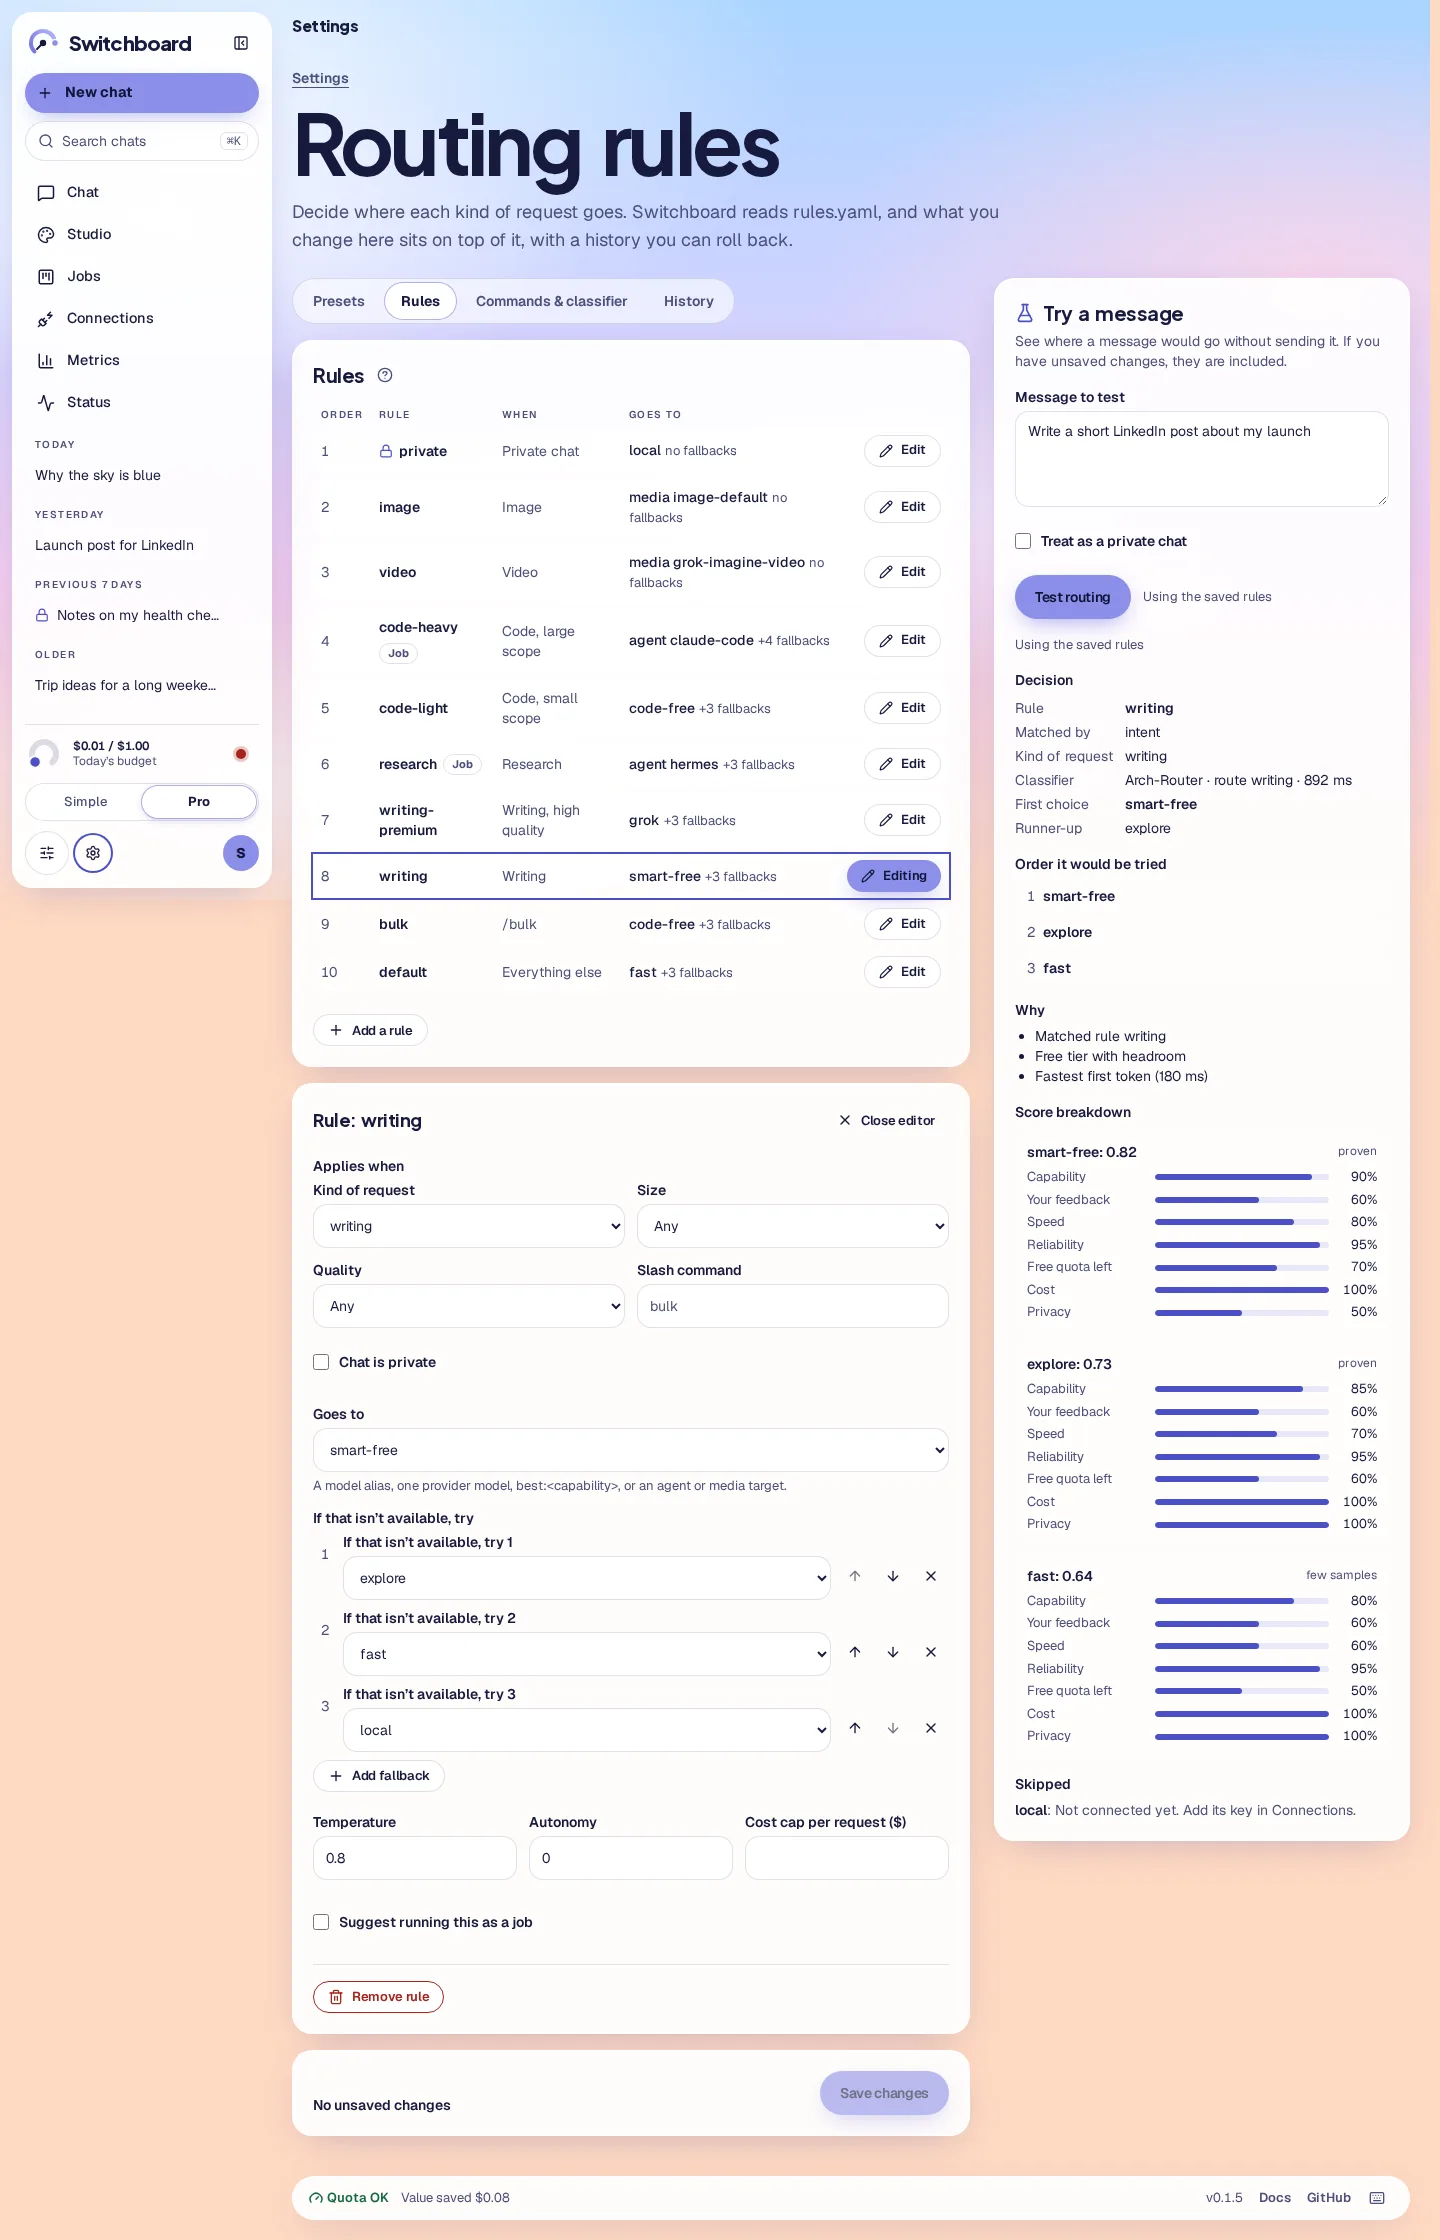 Switchboard
New chat
Search chats ⌘K
Chat
Studio
Jobs
Connections
Metrics
Status
TODAY
Why the sky is blue
YESTERDAY
Launch post for LinkedIn
PREVIOUS 7 DAYS
Notes on my health che…
OLDER
Trip ideas for a long weeke…
$0.01 / $1.00
Today's budget
Simple Pro
S
Settings
Settings
Routing rules
Decide where each kind of request goes. Switchboard reads rules.yaml, and what you
change here sits on top of it, with a history you can roll back.
Presets Rules Commands & classifier History
Rules
ORDER RULE WHEN GOES TO
1 private Private chat local no fallbacks Edit
2 image Image media image-default no
fallbacks Edit
3 video Video media grok-imagine-video no
fallbacks Edit
4 code-heavy Job Code, large
scope agent claude-code +4 fallbacks Edit
5 code-light Code, small
scope code-free +3 fallbacks Edit
6 research Job Research agent hermes +3 fallbacks Edit
7 writing-
premium Writing, high
quality grok +3 fallbacks Edit
8 writing Writing smart-free +3 fallbacks Editing
9 bulk /bulk code-free +3 fallbacks Edit
10 default Everything else fast +3 fallbacks Edit
Add a rule
Rule: writing Close editor
Applies when
Kind of request Size
writing Any
Quality Slash command
Any bulk
Chat is private
Goes to
smart-free
A model alias, one provider model, best:<capability>, or an agent or media target.
If that isn't available, try
1 If that isn't available, try 1
explore
2 If that isn't available, try 2
fast
3 If that isn't available, try 3
local
Add fallback
Temperature Autonomy Cost cap per request ($)
0.8 0
Suggest running this as a job
Remove rule
No unsaved changes Save changes
Try a message
See where a message would go without sending it. If you
have unsaved changes, they are included.
Message to test
Write a short LinkedIn post about my launch
Treat as a private chat
Test routing Using the saved rules
Using the saved rules
Decision
Rule writing
Matched by intent
Kind of request writing
Classifier Arch-Router · route writing · 892 ms
First choice smart-free
Runner-up explore
Order it would be tried
1 smart-free
2 explore
3 fast
Why
• Matched rule writing
• Free tier with headroom
• Fastest first token (180 ms)
Score breakdown
smart-free: 0.82 proven
Capability 90%
Your feedback 60%
Speed 80%
Reliability 95%
Free quota left 70%
Cost 100%
Privacy 50%
explore: 0.73 proven
Capability 85%
Your feedback 60%
Speed 70%
Reliability 95%
Free quota left 60%
Cost 100%
Privacy 100%
fast: 0.64 few samples
Capability 80%
Your feedback 60%
Speed 60%
Reliability 95%
Free quota left 50%
Cost 100%
Privacy 100%
Skipped
local: Not connected yet. Add its key in Connections.
Quota OK Value saved $0.08 v0.1.5 Docs GitHub